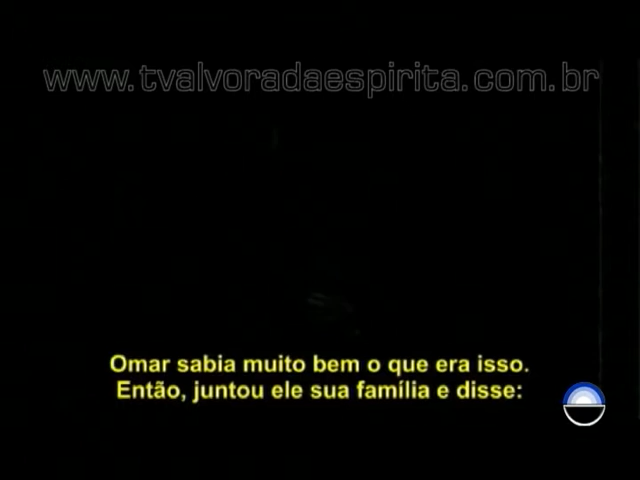 www.tvalvoradaespirita.com.br
Omar sabia muito bem o que era isso.
Então, juntou ele sua família e disse: